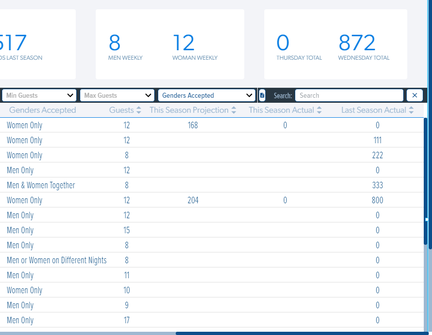 517 8 12 0 872
DS LAST SEASON MEN WEEKLY WOMAN WEEKLY THURSDAY TOTAL WEDNESDAY TOTAL
Min Guests Max Guests Genders Accepted Search: Search ×
Genders Accepted Guests This Season Projection This Season Actual Last Season Actual
Women Only 12 168 0 0
Women Only 12 111
Women Only 8 222
Men Only 12 0
Men & Women Together 8 333
Women Only 12 204 0 800
Men Only 12 0
Men Only 15 0
Men Only 8 0
Men or Women on Different Nights 8 0
Men Only 11 0
Women Only 10 0
Men Only 9 0
Men Only 17 0